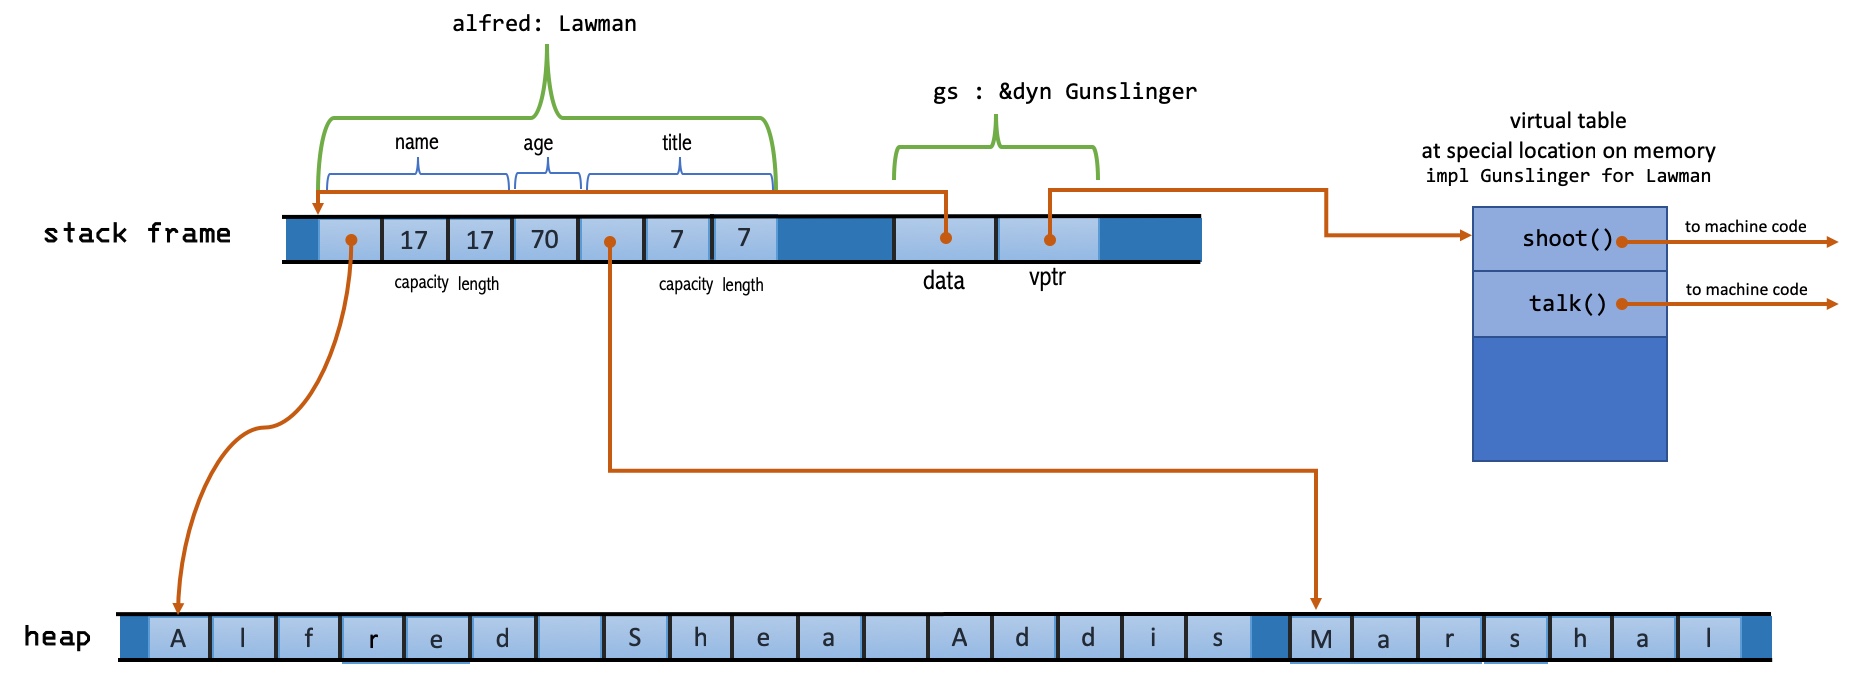 alfred: Lawman
gs : &dyn Gunslinger
name age title
virtual table
at special location on memory
impl Gunslinger for Lawman
stack frame 17 17 70 7 7
capacity length capacity length
data vptr
shoot() to machine code
talk() to machine code
heap A l f r e d S h e a A d d i s M a r s h a l